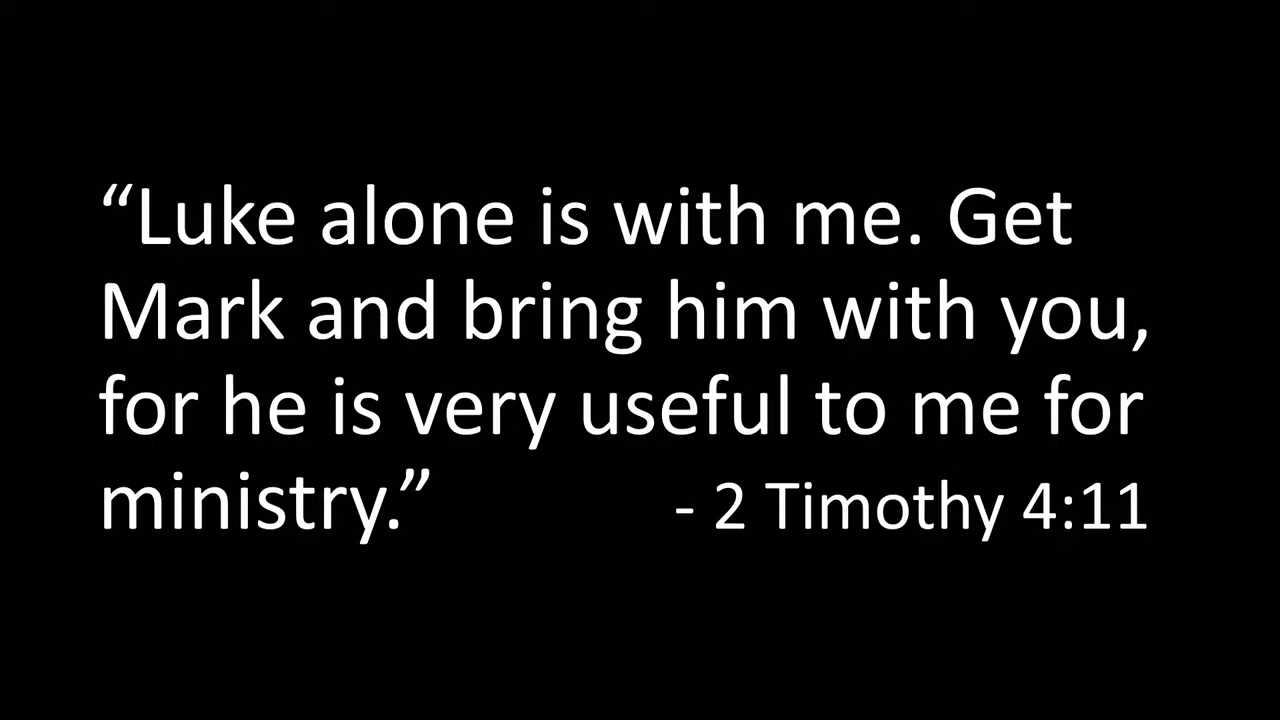 “Luke alone is with me. Get
Mark and bring him with you,
for he is very useful to me for
ministry.” - 2 Timothy 4:11